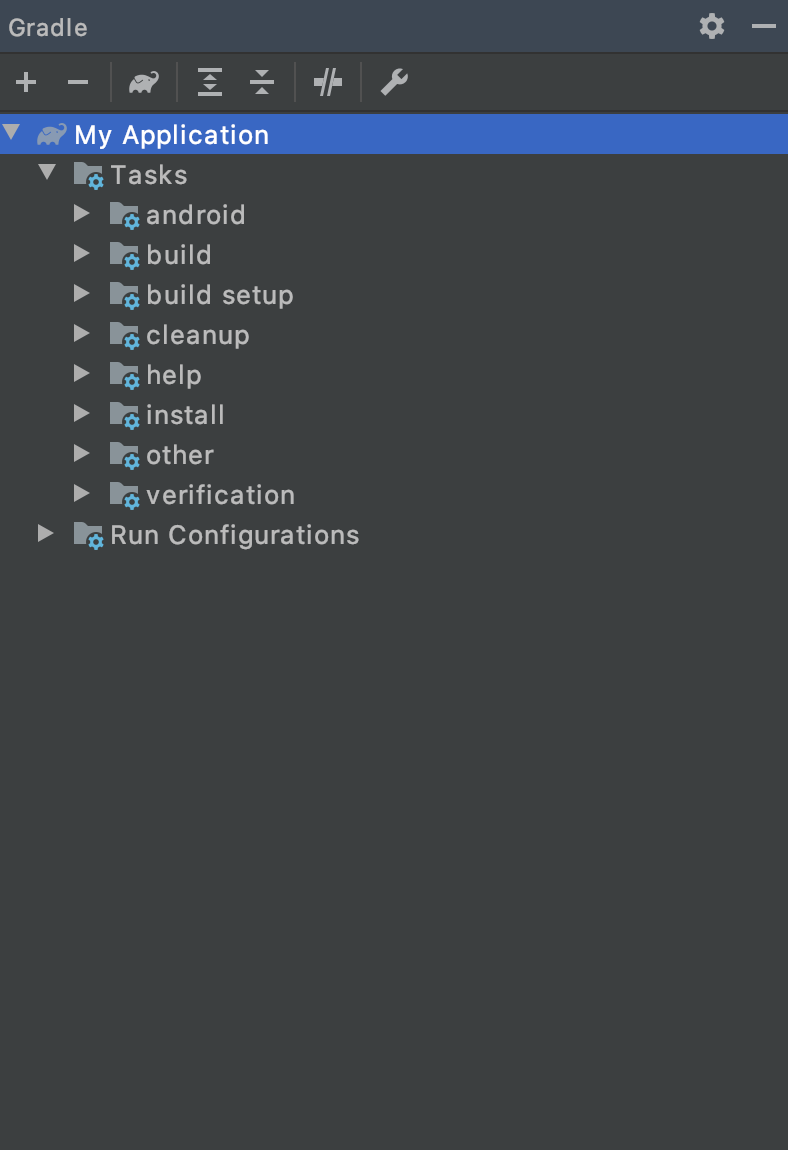 Gradle
My Application
Tasks
android
build
build setup
cleanup
help
install
other
verification
Run Configurations